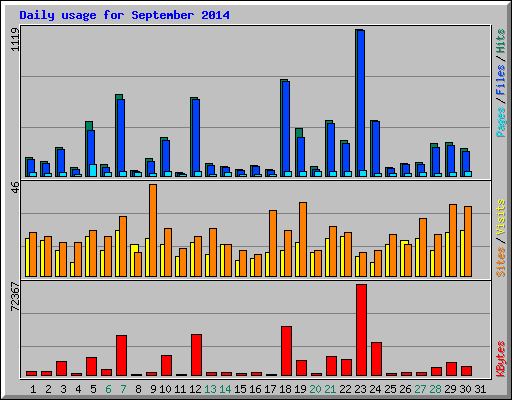 Daily usage for September 2014
1119
Pages / Files / Hits
46
Sites / Visits
72367
KBytes
1 2 3 4 5 6 7 8 9 10 11 12 13 14 15 16 17 18 19 20 21 22 23 24 25 26 27 28 29 30 31